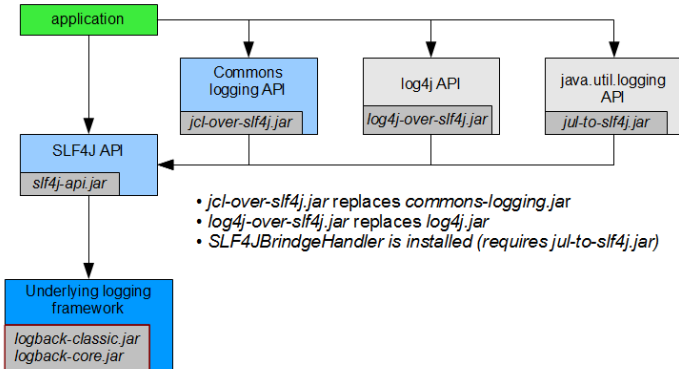 application
Commons
logging API
jcl-over-slf4j.jar
log4j API
log4j-over-slf4j.jar
java.util.logging
API
jul-to-slf4j.jar
SLF4J API
slf4j-api.jar
• jcl-over-slf4j.jar replaces commons-logging.jar
• log4j-over-slf4j.jar replaces log4j.jar
• SLF4JBrindgeHandler is installed (requires jul-to-slf4j.jar)
Underlying logging
framework
logback-classic.jar
logback-core.jar